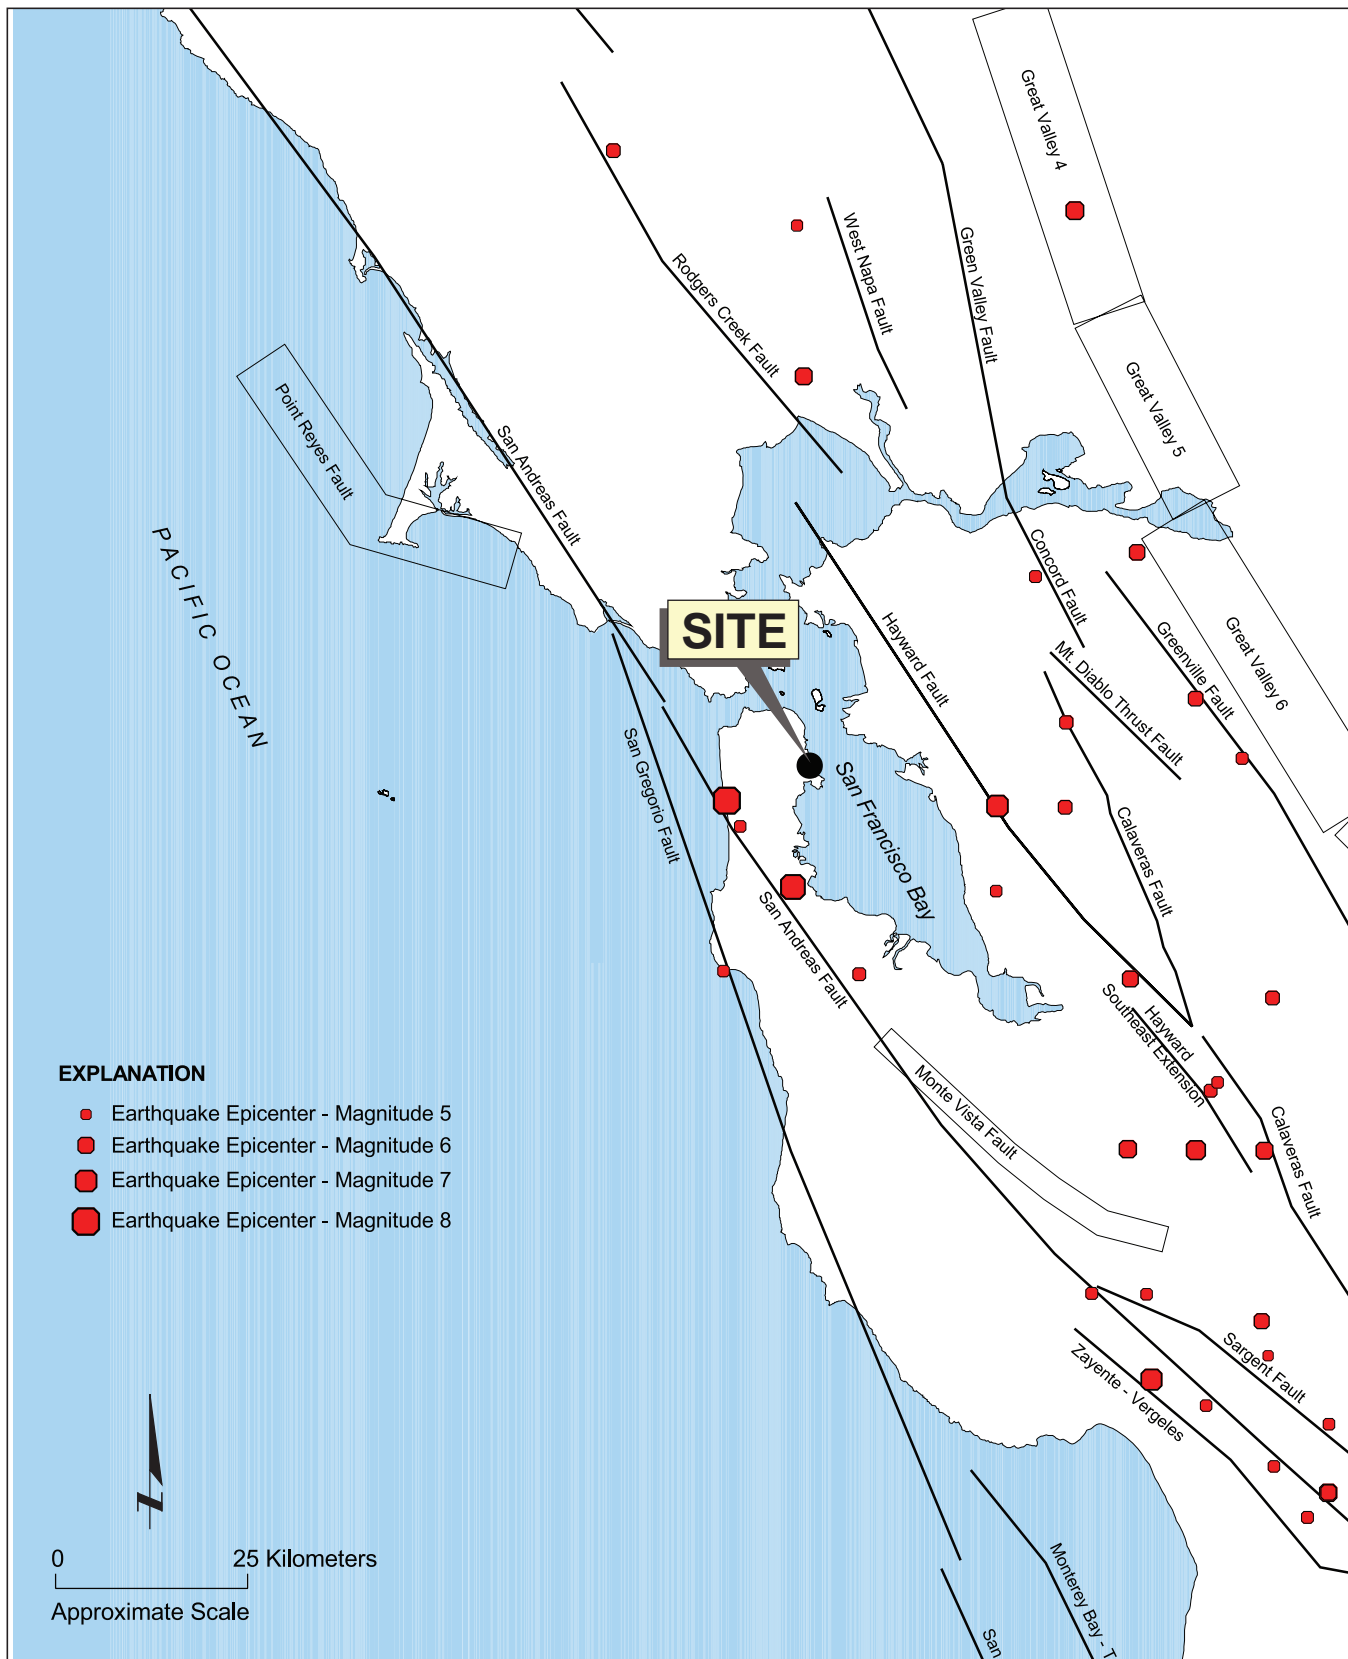 Great Valley 4
West Napa Fault
Green Valley Fault
Rodgers Creek Fault
Great Valley 5
Point Reyes Fault
San Andreas Fault
PACIFIC OCEAN
Concord Fault
SITE
Hayward Fault
Greenville Fault
Great Valley 6
Mt. Diablo Thrust Fault
San Gregorio Fault
San Francisco Bay
Calaveras Fault
San Andreas Fault
Hayward
Southeast Extension
Monte Vista Fault
Calaveras Fault
EXPLANATION
Earthquake Epicenter - Magnitude 5
Earthquake Epicenter - Magnitude 6
Earthquake Epicenter - Magnitude 7
Earthquake Epicenter - Magnitude 8
Sargent Fault
Zayente - Vergeles
Z
0 25 Kilometers
Approximate Scale
Monterey Bay - T
San